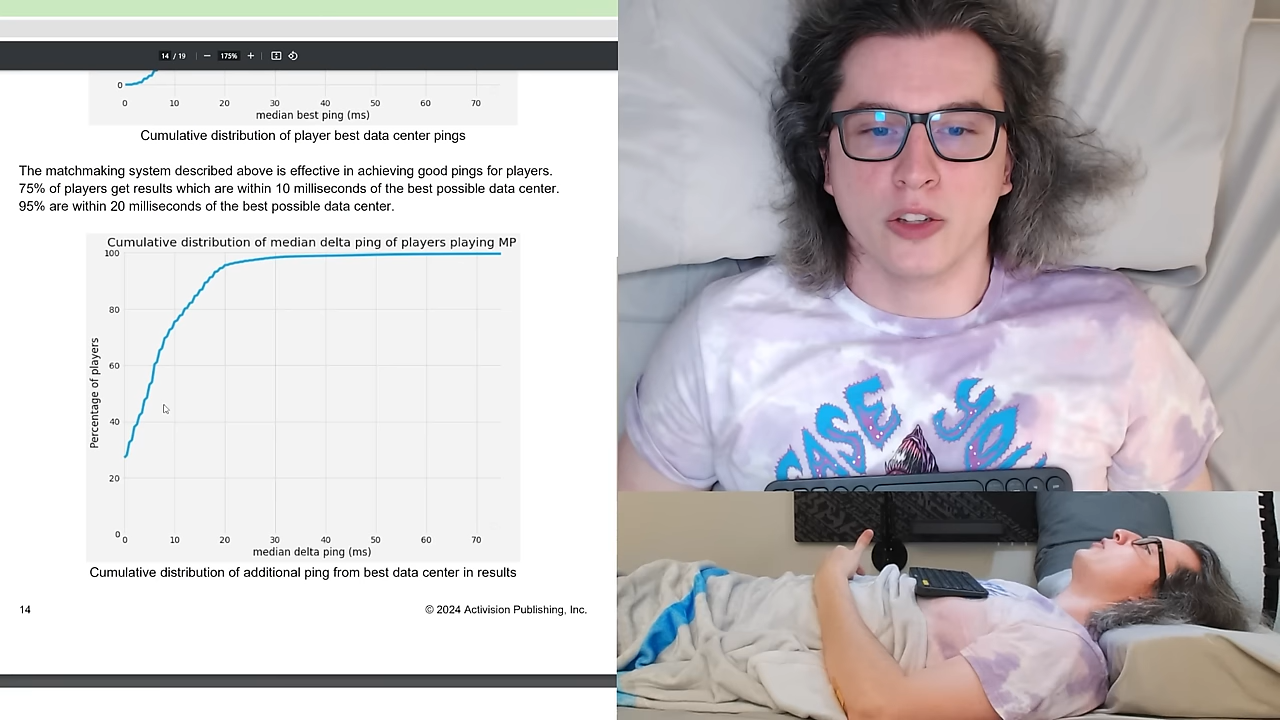 14 / 19
175%
0
0 10 20 30 40 50 60 70
median best ping (ms)
Cumulative distribution of player best data center pings
The matchmaking system described above is effective in achieving good pings for players.
75% of players get results which are within 10 milliseconds of the best possible data center.
95% are within 20 milliseconds of the best possible data center.
Cumulative distribution of median delta ping of players playing MP
100
80
60
40
20
0
Percentage of players
0 10 20 30 40 50 60 70
median delta ping (ms)
Cumulative distribution of additional ping from best data center in results
14
© 2024 Activision Publishing, Inc.